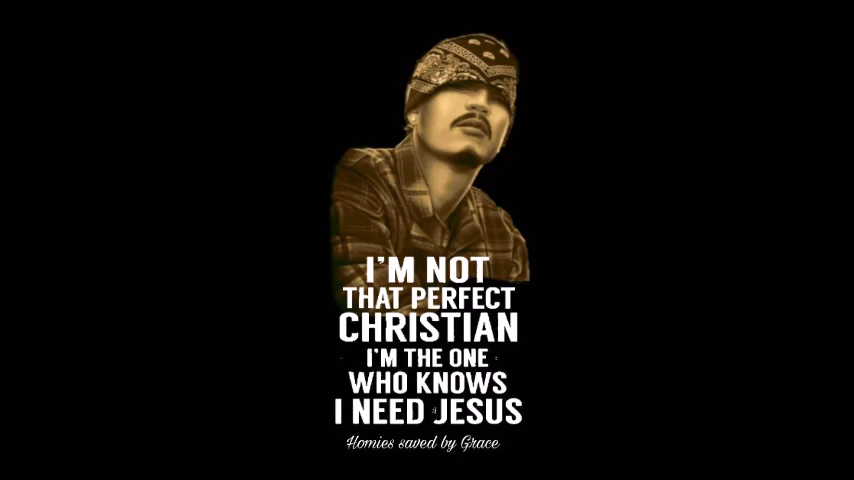 I'M NOT
THAT PERFECT
CHRISTIAN
I'M THE ONE
WHO KNOWS
I NEED JESUS
Homies saved by Grace